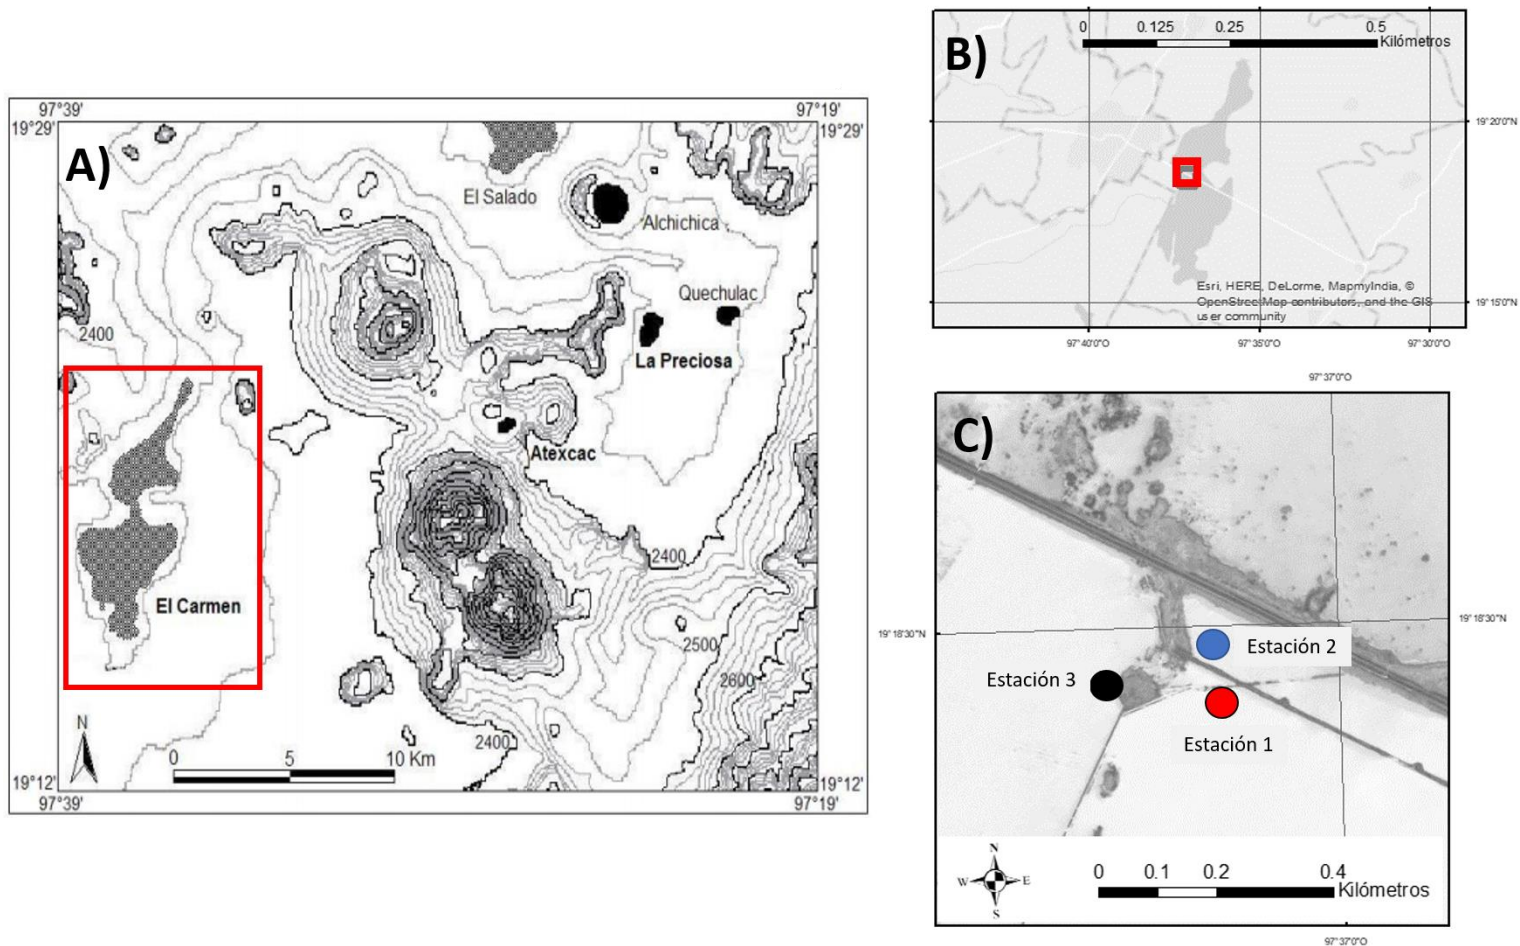 97°39'
97°19'
19°29'
19°29'
A)
El Salado
Alchichica
Quechulac
La Preciosa
2400
Atexcac
El Carmen
2400
2500
2600
2400
N
0 5 10 Km
19°12'
19°12'
97°39'
97°19'
B)
0 0.125 0.25 0.5
Kilómetros
19°20'0"N
Esri, HERE, DeLorme, MapmyIndia, ©
OpenStreetMap contributors, and the GIS
user community
19°15'0"N
97°40'0"O 97°35'0"O 97°30'0"O
97°37'0"O
C)
19°18'30"N
19°18'30"N
Estación 2
Estación 3
Estación 1
N
W E
S
0 0.1 0.2 0.4
Kilómetros
97°37'0"O